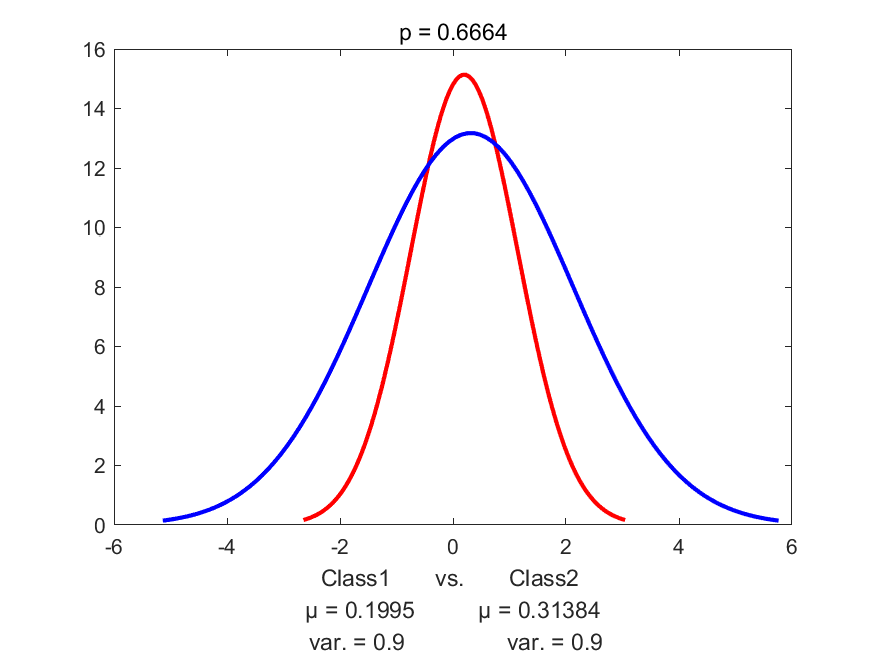 p = 0.6664
16
14
12
10
8
6
4
2
0
-6 -4 -2 0 2 4 6
Class1 vs. Class2
μ = 0.1995 μ = 0.31384
var. = 0.9 var. = 0.9